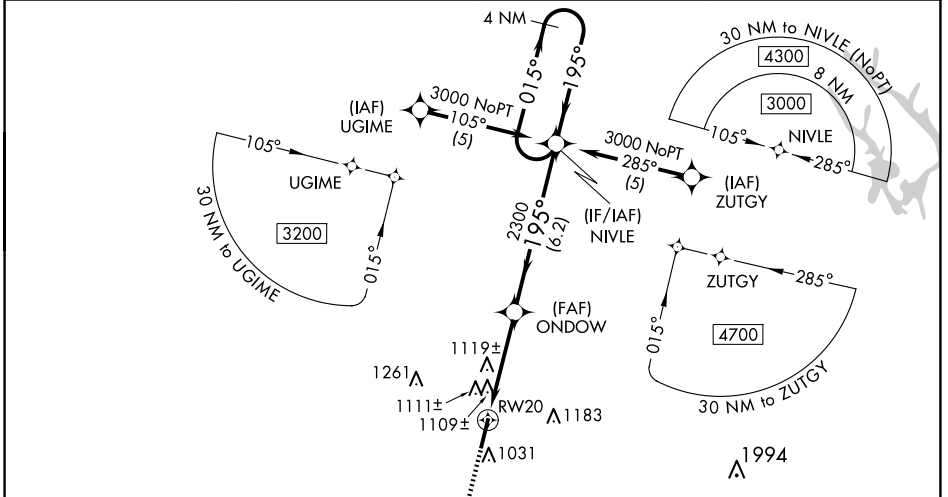 4 NM
015°
195°
30 NM to NIVLE (NoPT)
4300
8 NM
3000
105°
NIVLE
285°
(IAF)
UGIME
3000 NoPT
105°
(5)
3000 NoPT
285°
(5)
(IAF)
ZUTGY
(IF/IAF)
NIVLE
105°
UGIME
3200
015°
30 NM to UGIME
2300
195°
(6.2)
ZUTGY
285°
015°
4700
30 NM to ZUTGY
(FAF)
ONDOW
1119±
1261
1111±
1109±
RW20
1183
1031
1994